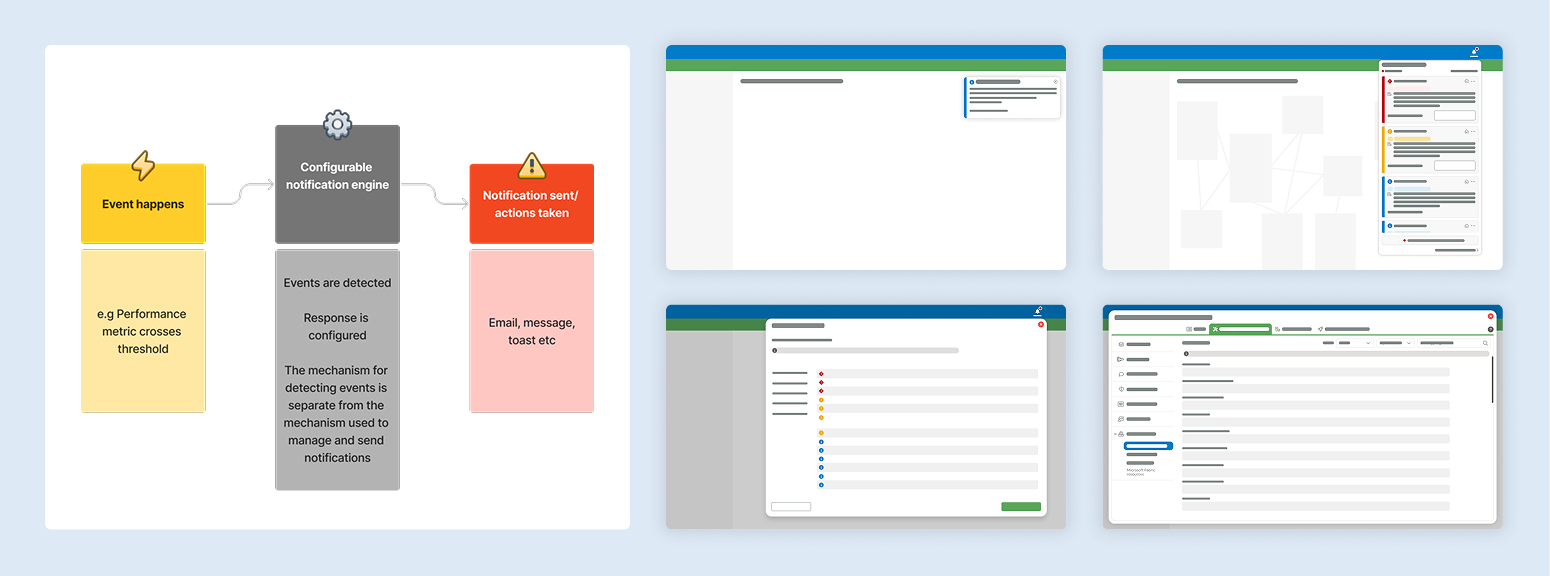 Event happens
Configurable
notification engine
Notification sent/
actions taken
e.g Performance
metric crosses
threshold
Events are detected
Response is
configured
The mechanism for
detecting events is
separate from the
mechanism used to
manage and send
notifications
Email, message,
toast etc
Microsoft Fabric
resources